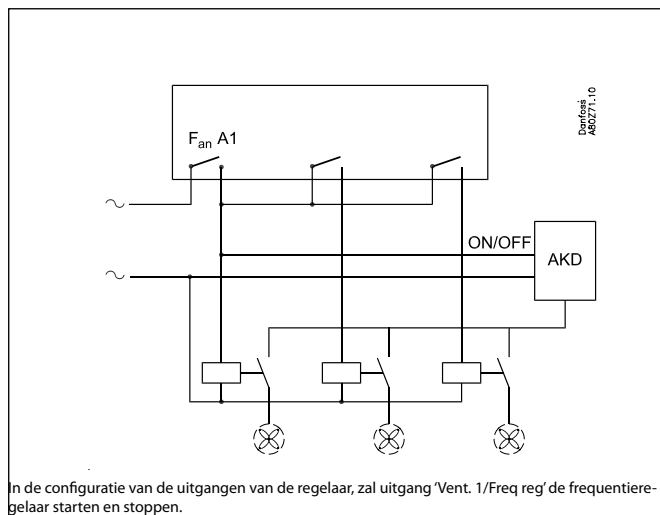 Danfoss
A80Z71.10
Fan A1
ON/OFF
AKD
In de configuratie van de uitgangen van de regelaar, zal uitgang ‘Vent. 1/Freq reg’ de frequentiere-
gelaar starten en stoppen.